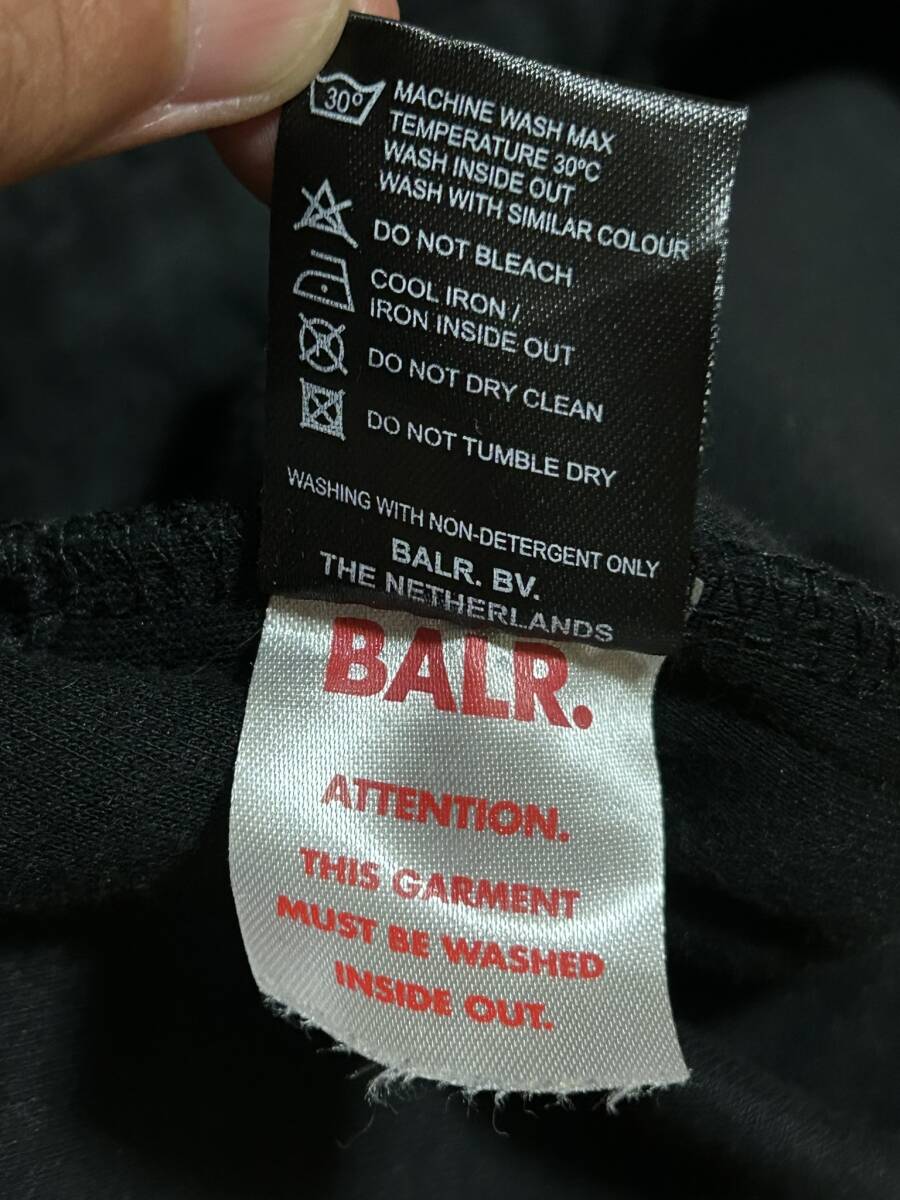 30°
MACHINE WASH MAX
TEMPERATURE 30ºC
WASH INSIDE OUT
WASH WITH SIMILAR COLOUR
DO NOT BLEACH
COOL IRON /
IRON INSIDE OUT
DO NOT DRY CLEAN
DO NOT TUMBLE DRY
WASHING WITH NON-DETERGENT ONLY
BALR. BV.
THE NETHERLANDS
BALR.
ATTENTION.
THIS GARMENT
MUST BE WASHED
INSIDE OUT.